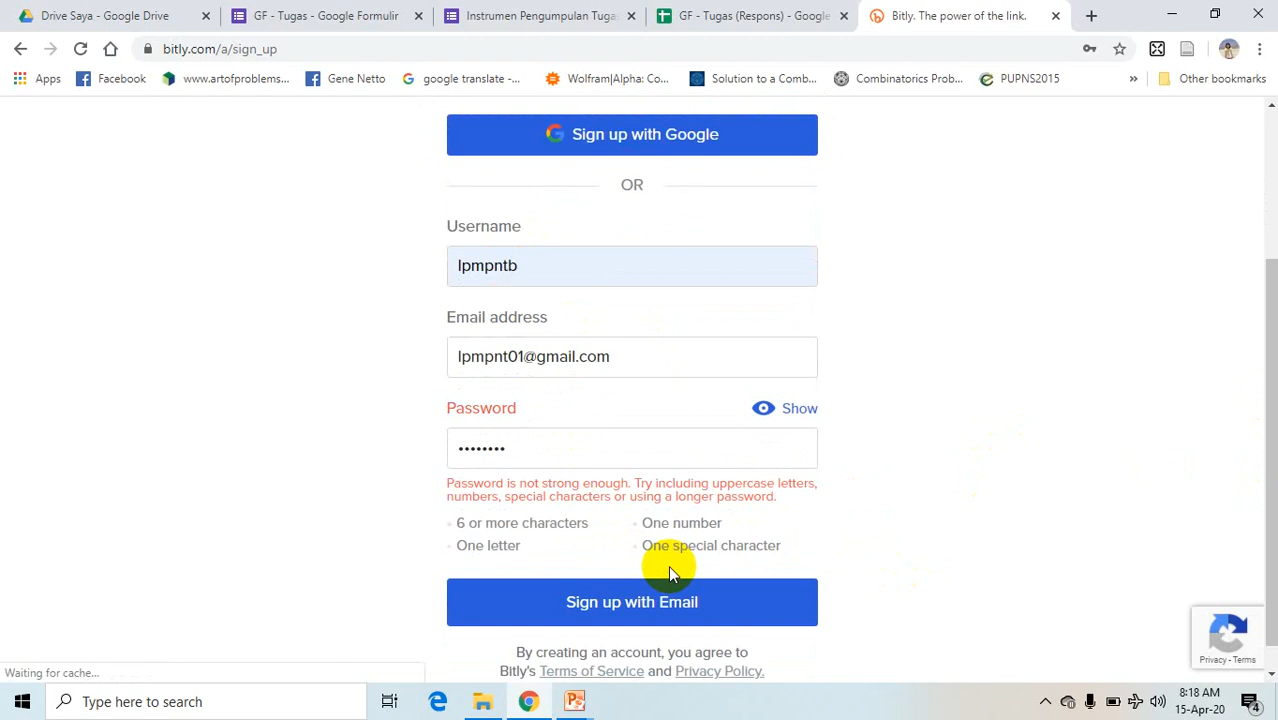 Drive Saya - Google Drive
GF - Tugas - Google Formuli
Instrumen Pengumpulan Tugas
GF - Tugas (Respons) - Google
Bitly. The power of the link.
bitly.com/a/sign_up
Apps
Facebook
www.artofproblems...
Gene Netto
google translate -...
Wolfram|Alpha: Co...
Solution to a Comb...
Combinatorics Prob...
PUPNS2015
Other bookmarks
Sign up with Google
OR
Username
lpmpntb
Email address
lpmpnt01@gmail.com
Password
Show
••••••••
Password is not strong enough. Try including uppercase letters,
numbers, special characters or using a longer password.
6 or more characters
One number
One letter
One special character
Sign up with Email
By creating an account, you agree to
Bitly's Terms of Service and Privacy Policy.
Privacy - Terms
Waiting for cache...
Type here to search
8:18 AM
15-Apr-20
4